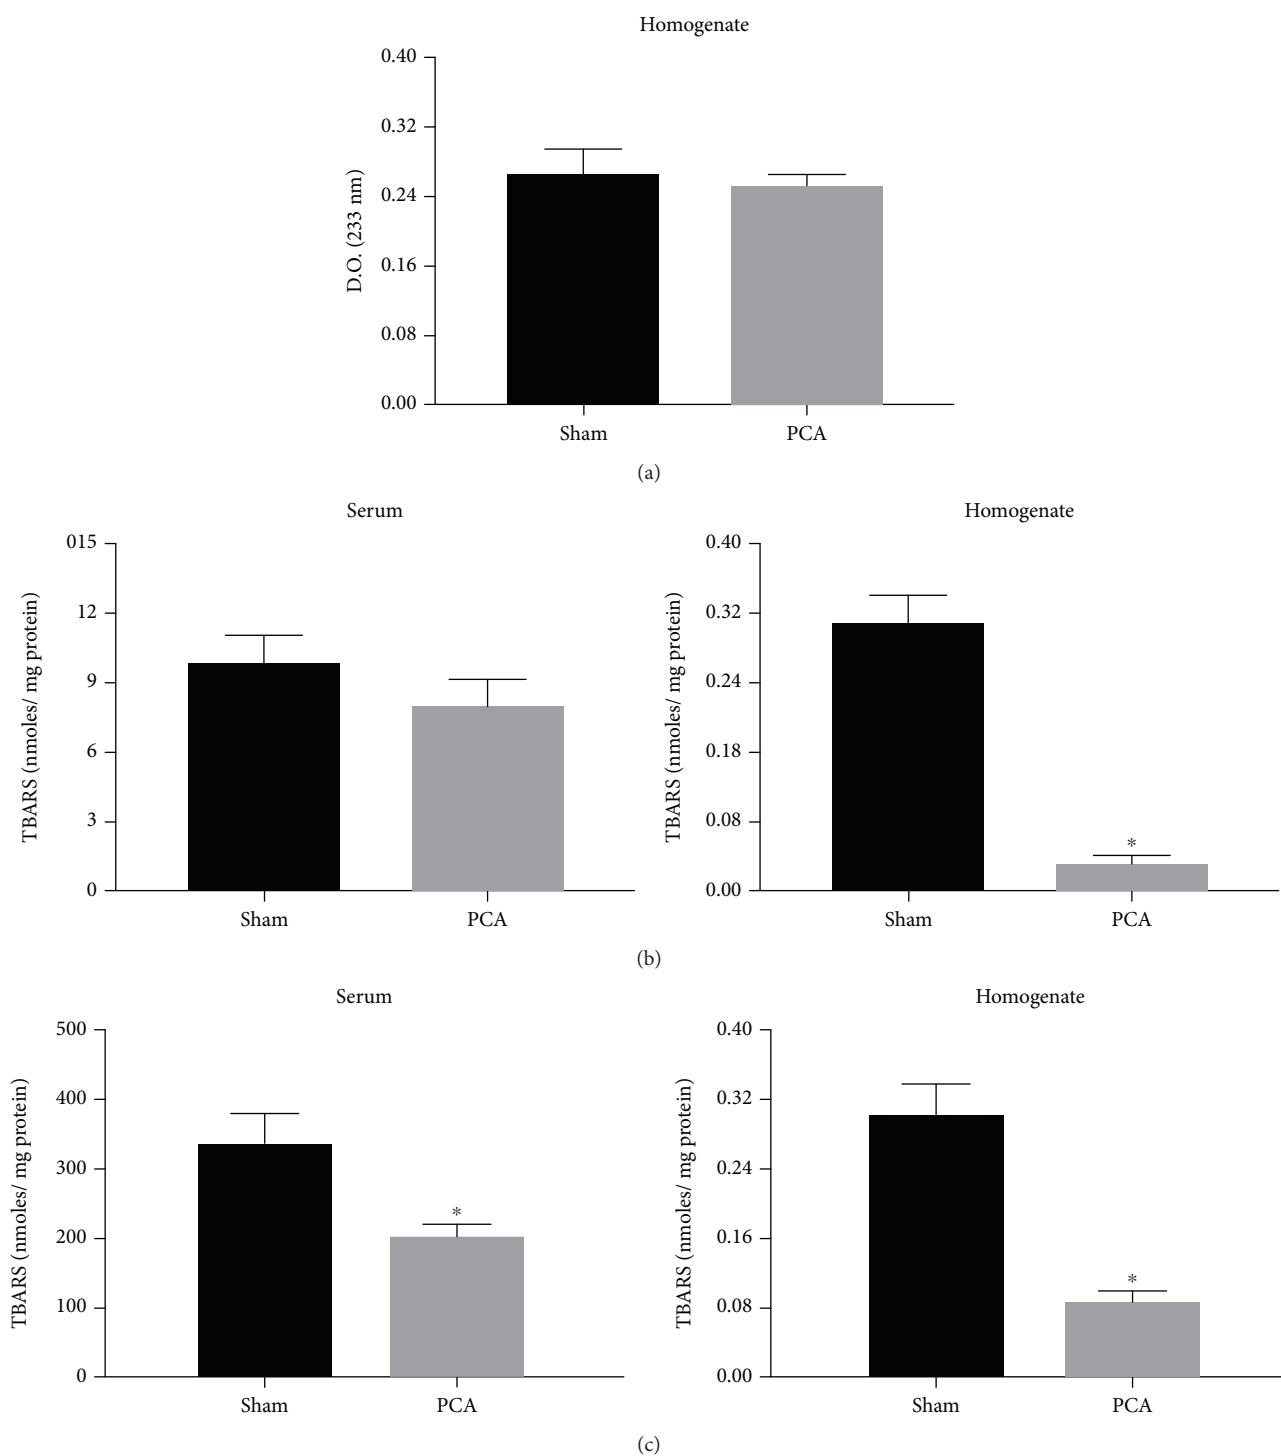 Homogenate
0.40
0.32
0.24
0.16
0.08
0.00
D.O. (233 nm)
Sham PCA
(a)
Serum
015
12
9
6
3
0
TBARS (nmoles/ mg protein)
Sham PCA
Homogenate
0.40
0.32
0.24
0.18
0.08
0.00
TBARS (nmoles/ mg protein)
*
Sham PCA
(b)
Serum
500
400
300
200
100
0
TBARS (nmoles/ mg protein)
*
Sham PCA
Homogenate
0.40
0.32
0.24
0.16
0.08
0.00
TBARS (nmoles/ mg protein)
*
Sham PCA
(c)